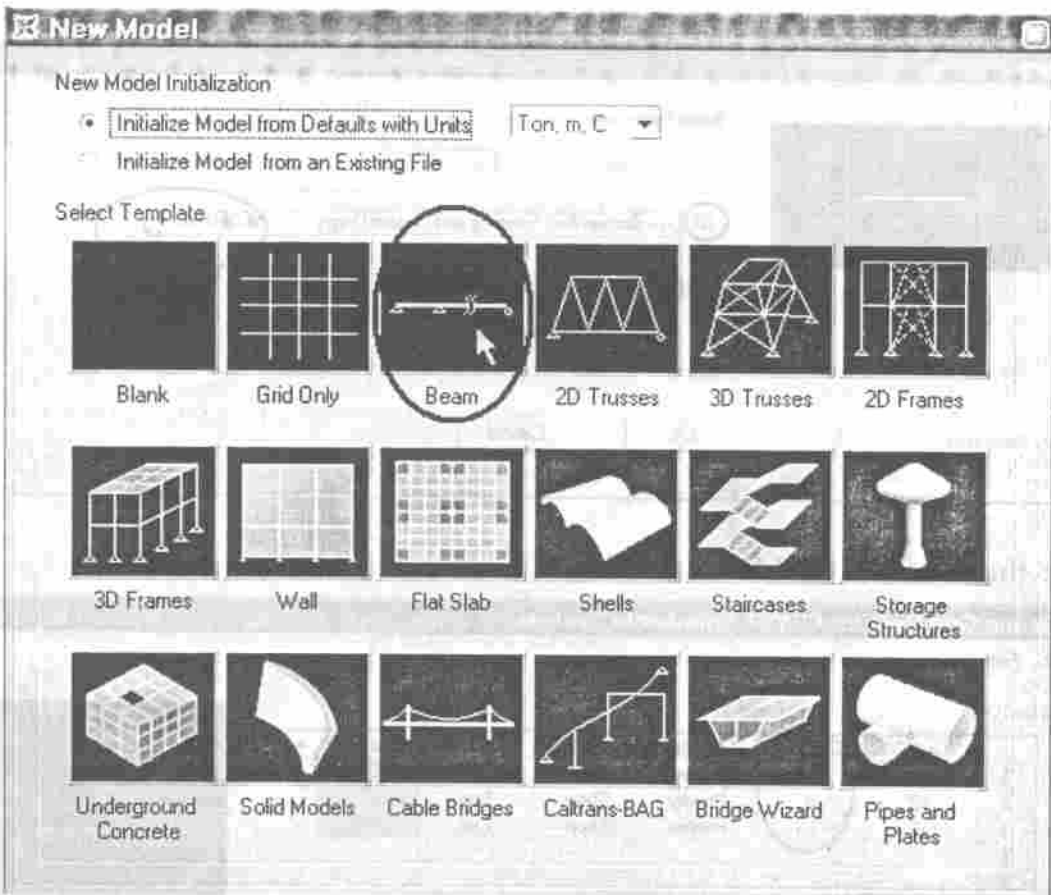 New Model
New Model Initialization
Initialize Model from Defaults with Units
Ton, m, C
Initialize Model from an Existing File
Select Template
Blank
Grid Only
Beam
2D Trusses
3D Trusses
2D Frames
3D Frames
Wall
Flat Slab
Shells
Staircases
Storage
Structures
Underground
Concrete
Solid Models
Cable Bridges
Caltrans-BAG
Bridge Wizard
Pipes and
Plates